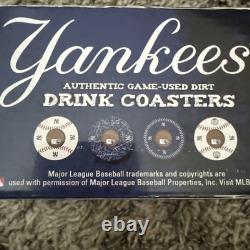 Yankees
AUTHENTIC GAME-USED DIRT
DRINK COASTERS
Major League Baseball trademarks and copyrights are
used with permission of Major League Baseball Properties, Inc. Visit MLB